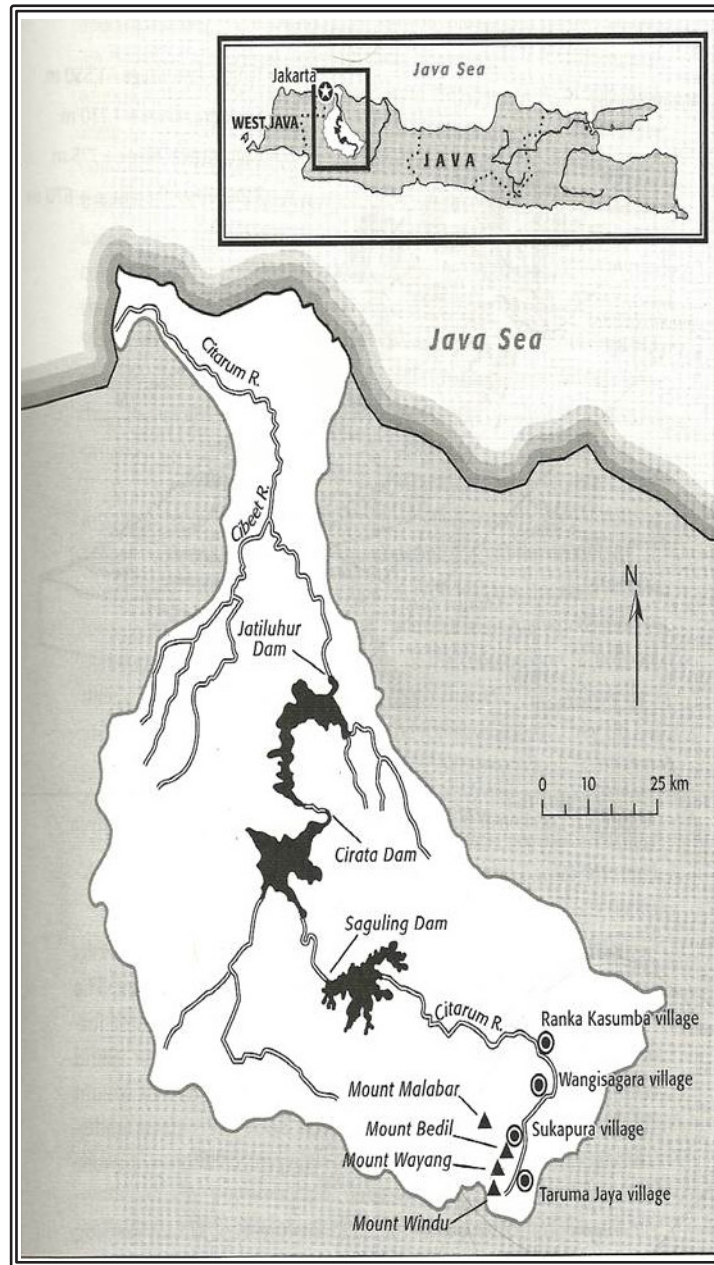 Java Sea
Jakarta
WEST JAVA
JAVA
Java Sea
Citarum R.
Cibeet R.
N
Jatiluhur
Dam
0 10 25 km
Cirata Dam
Saguling Dam
Citarum R.
Ranka Kasumba village
Wangisagara village
Mount Malabar
Mount Bedil
Sukapura village
Mount Wayang
Taruma Jaya village
Mount Windu